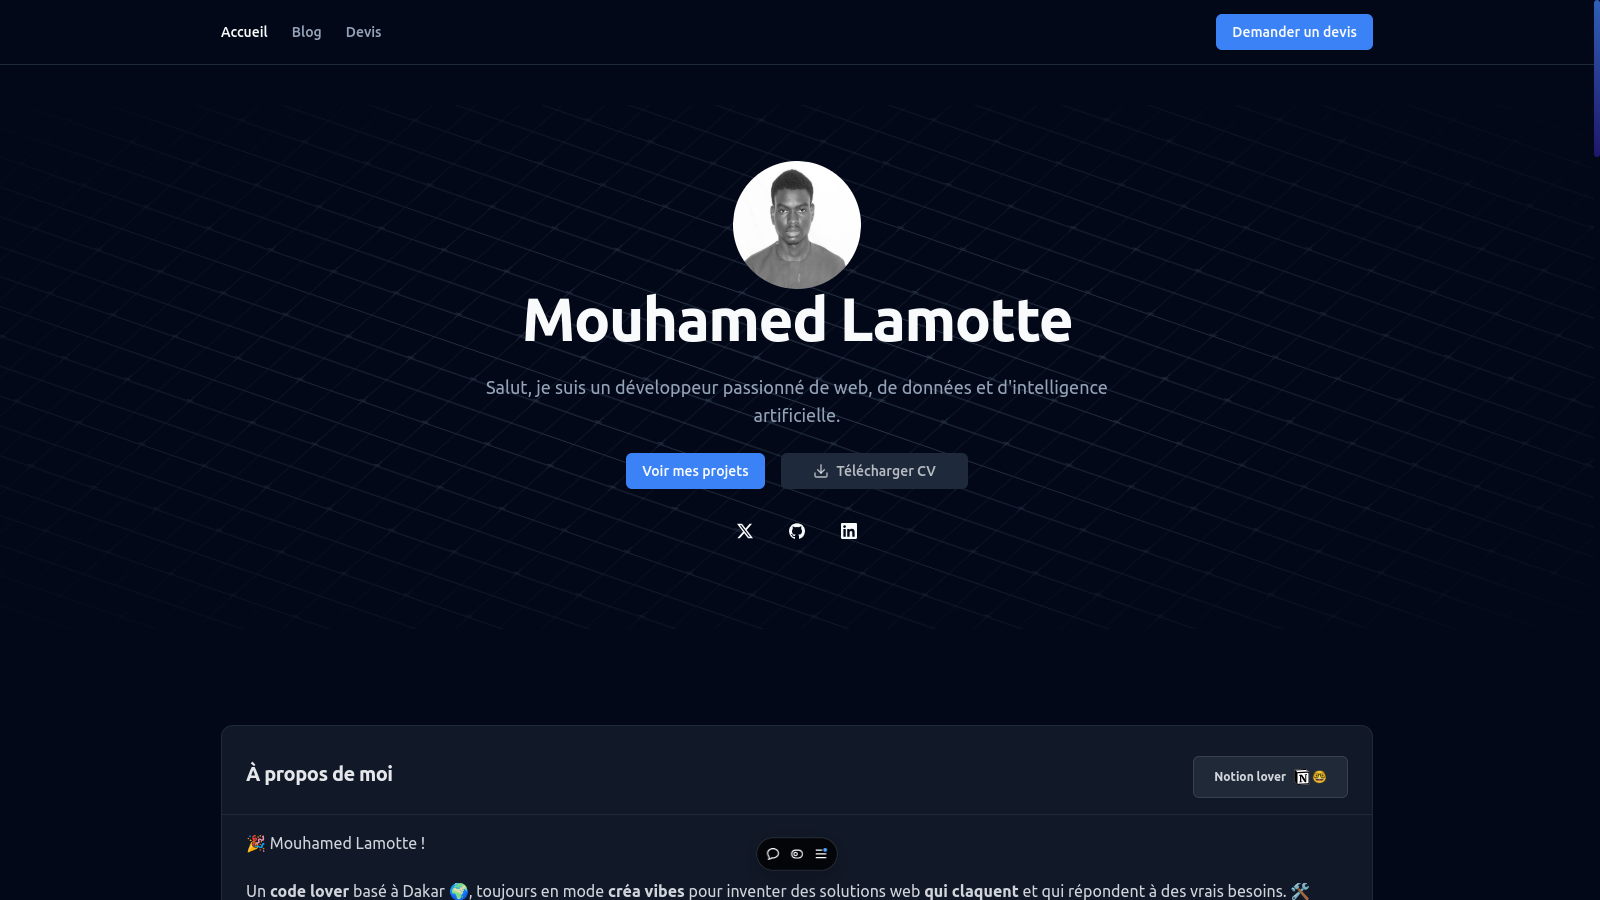 Accueil Blog Devis Demander un devis
Mouhamed Lamotte
Salut, je suis un développeur passionné de web, de données et d'intelligence
artificielle.
Voir mes projets Télécharger CV
À propos de moi Notion lover
🎉 Mouhamed Lamotte !
Un code lover basé à Dakar 🌍, toujours en mode créa vibes pour inventer des solutions web qui claquent et qui répondent à des vrais besoins. 🛠️